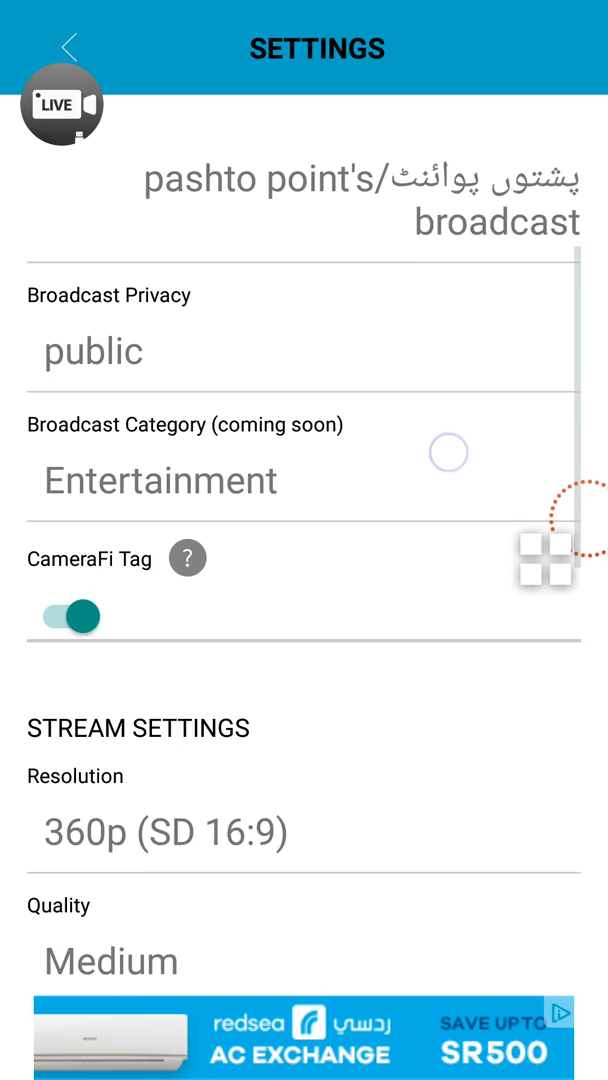 SETTINGS
LIVE
پشتوں پوائنٹ/pashto point's
broadcast
Broadcast Privacy
public
Broadcast Category (coming soon)
Entertainment
CameraFi Tag ?
STREAM SETTINGS
Resolution
360p (SD 16:9)
Quality
Medium
redsea ردسي
AC EXCHANGE
SAVE UP TO
SR500